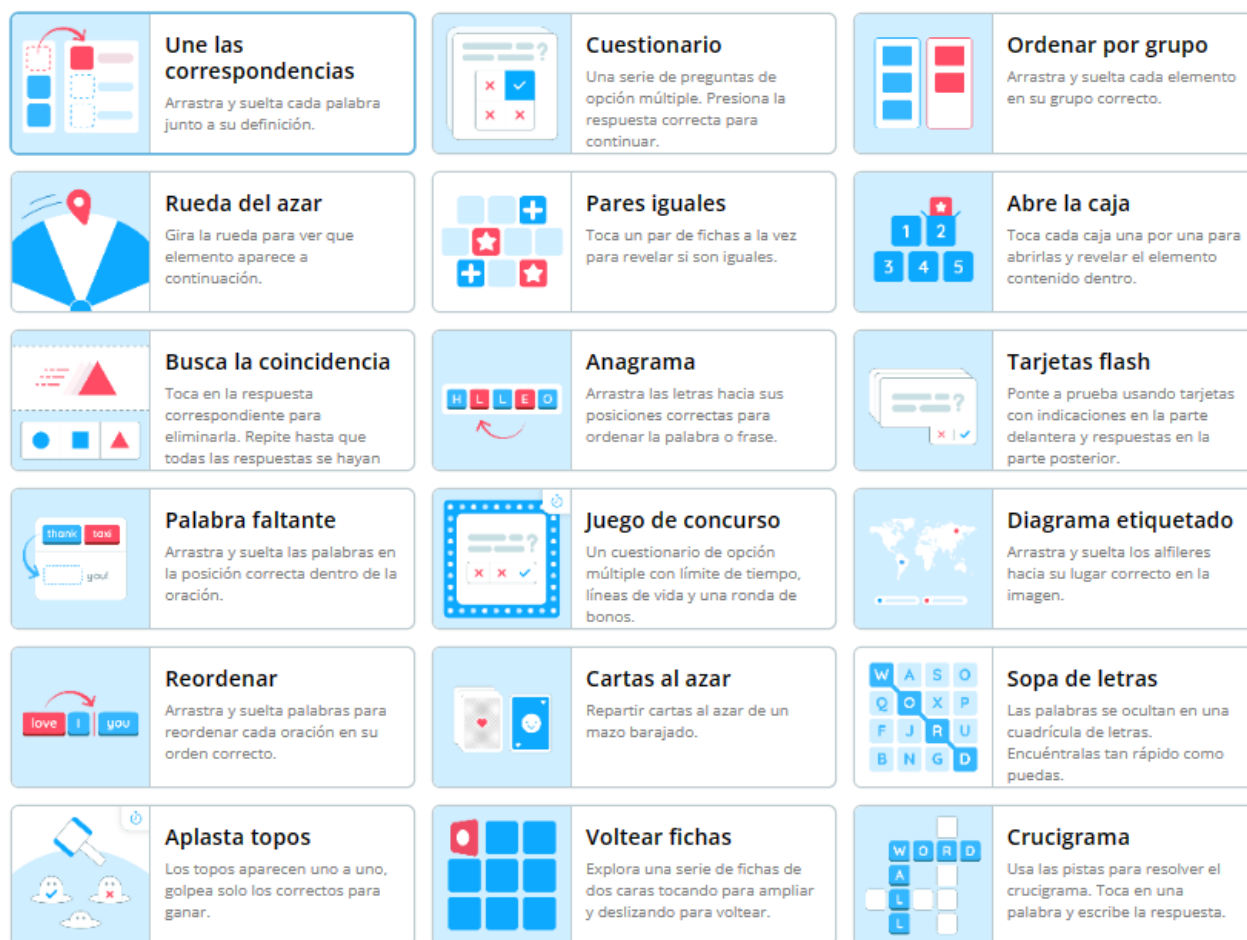 Une las
correspondencias
Arrastra y suelta cada palabra
junto a su definición.
?
Cuestionario
Una serie de preguntas de
opción múltiple. Presiona la
respuesta correcta para
continuar.
Ordenar por grupo
Arrastra y suelta cada elemento
en su grupo correcto.
Rueda del azar
Gira la rueda para ver que
elemento aparece a
continuación.
Pares iguales
Toca un par de fichas a la vez
para revelar si son iguales.
1 2
3 4 5
Abre la caja
Toca cada caja una por una para
abrirlas y revelar el elemento
contenido dentro.
Busca la coincidencia
Toca en la respuesta
correspondiente para
eliminarla. Repite hasta que
todas las respuestas se hayan
H L L E O
Anagrama
Arrastra las letras hacia sus
posiciones correctas para
ordenar la palabra o frase.
?
Tarjetas flash
Ponte a prueba usando tarjetas
con indicaciones en la parte
delantera y respuestas en la
parte posterior.
thank taxi
you!
Palabra faltante
Arrastra y suelta las palabras en
la posición correcta dentro de la
oración.
?
Juego de concurso
Un cuestionario de opción
múltiple con límite de tiempo,
líneas de vida y una ronda de
bonos.
Diagrama etiquetado
Arrastra y suelta los alfileres
hacia su lugar correcto en la
imagen.
love I you
Reordenar
Arrastra y suelta palabras para
reordenar cada oración en su
orden correcto.
Cartas al azar
Repartir cartas al azar de un
mazo barajado.
W A S O
Q O X P
F J R U
B N G D
Sopa de letras
Las palabras se ocultan en una
cuadrícula de letras.
Encuéntralas tan rápido como
puedas.
Aplasta topos
Los topos aparecen uno a uno,
golpea solo los correctos para
ganar.
Voltear fichas
Explora una serie de fichas de
dos caras tocando para ampliar
y deslizando para voltear.
W O R D
A
L
L
Crucigrama
Usa las pistas para resolver el
crucigrama. Toca en una
palabra y escribe la respuesta.